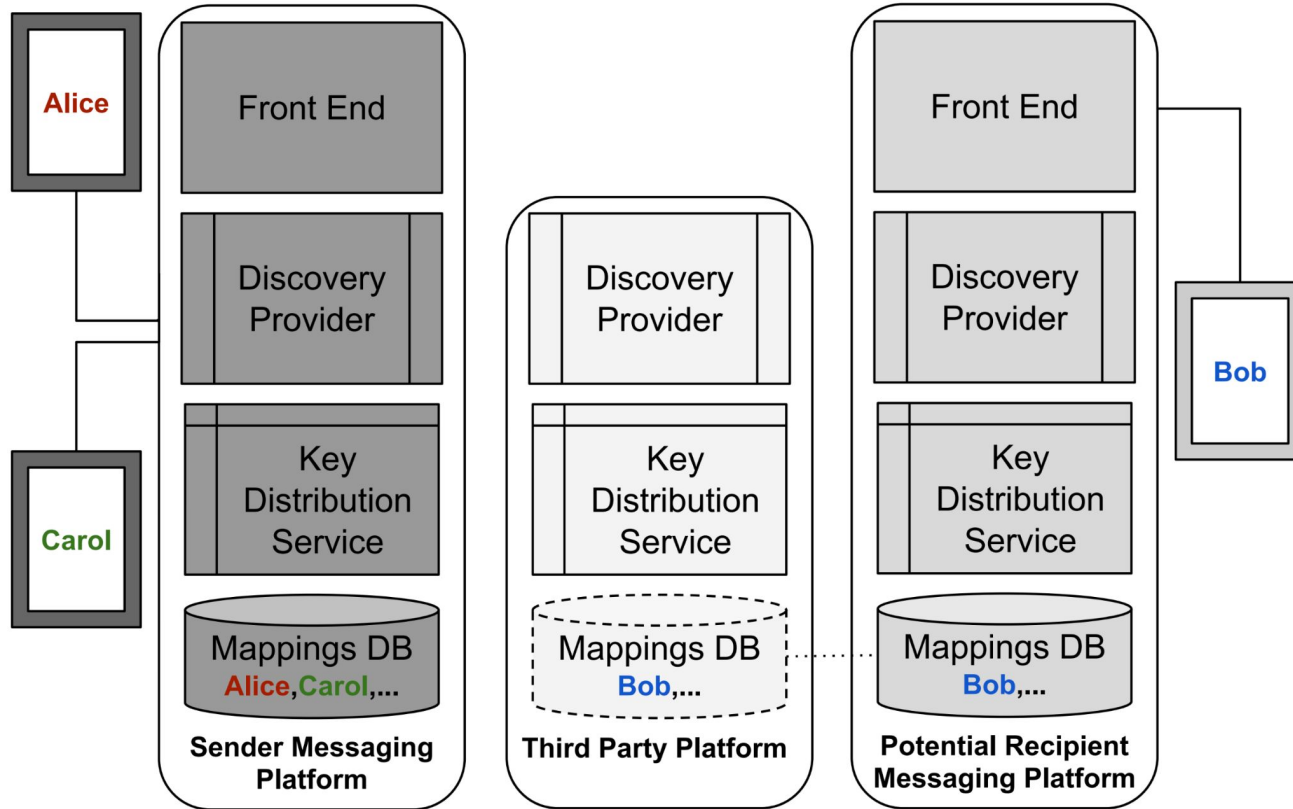 Alice
Carol
Front End
Discovery
Provider
Key
Distribution
Service
Mappings DB
Alice,Carol,...
Sender Messaging
Platform
Discovery
Provider
Key
Distribution
Service
Mappings DB
Bob,...
Third Party Platform
Front End
Discovery
Provider
Key
Distribution
Service
Mappings DB
Bob,...
Potential Recipient
Messaging Platform
Bob